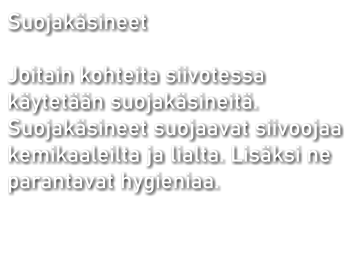 Suojakäsineet
Joitain kohteita siivotessa
käytetään suojakäsineitä.
Suojakäsineet suojaavat siivoojaa
kemikaaleilta ja lialta. Lisäksi ne
parantavat hygieniaa.